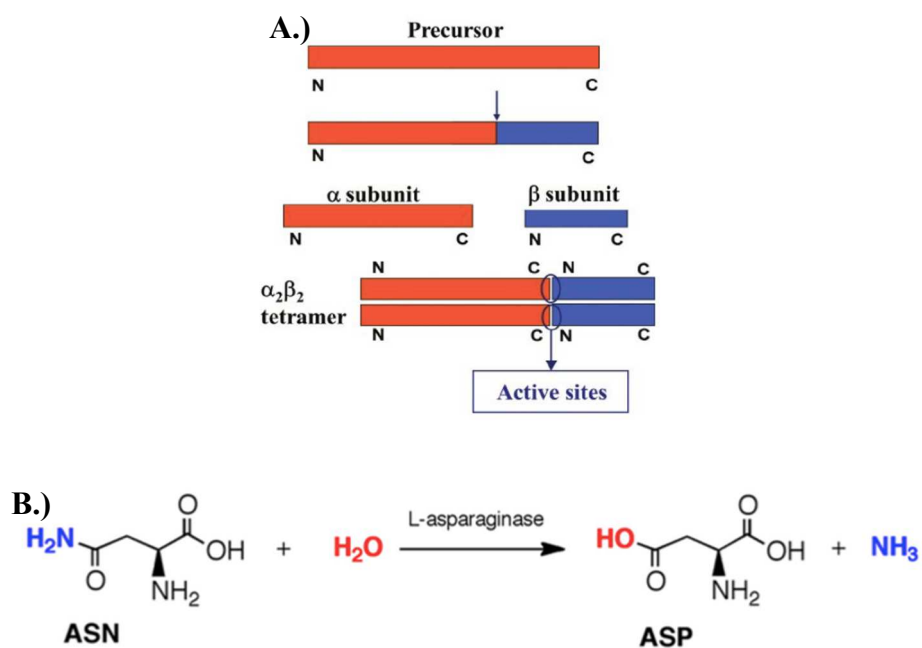 A.)
Precursor
N C
N C
α subunit β subunit
N C N C
N C N C
α₂β₂
tetramer
N C N C
Active sites
B.)
H₂N O OH O NH₂ + H₂O L-asparaginase HO O OH O NH₂ + NH₃
ASN ASP